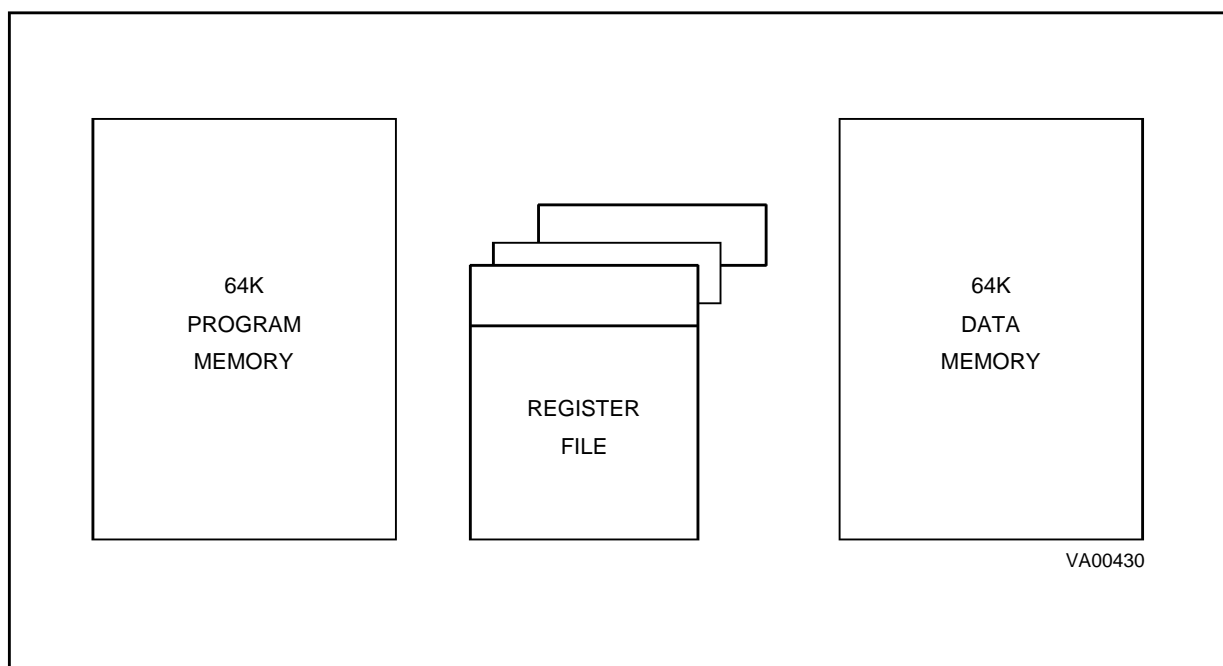 64K
PROGRAM
MEMORY
REGISTER
FILE
64K
DATA
MEMORY
VA00430